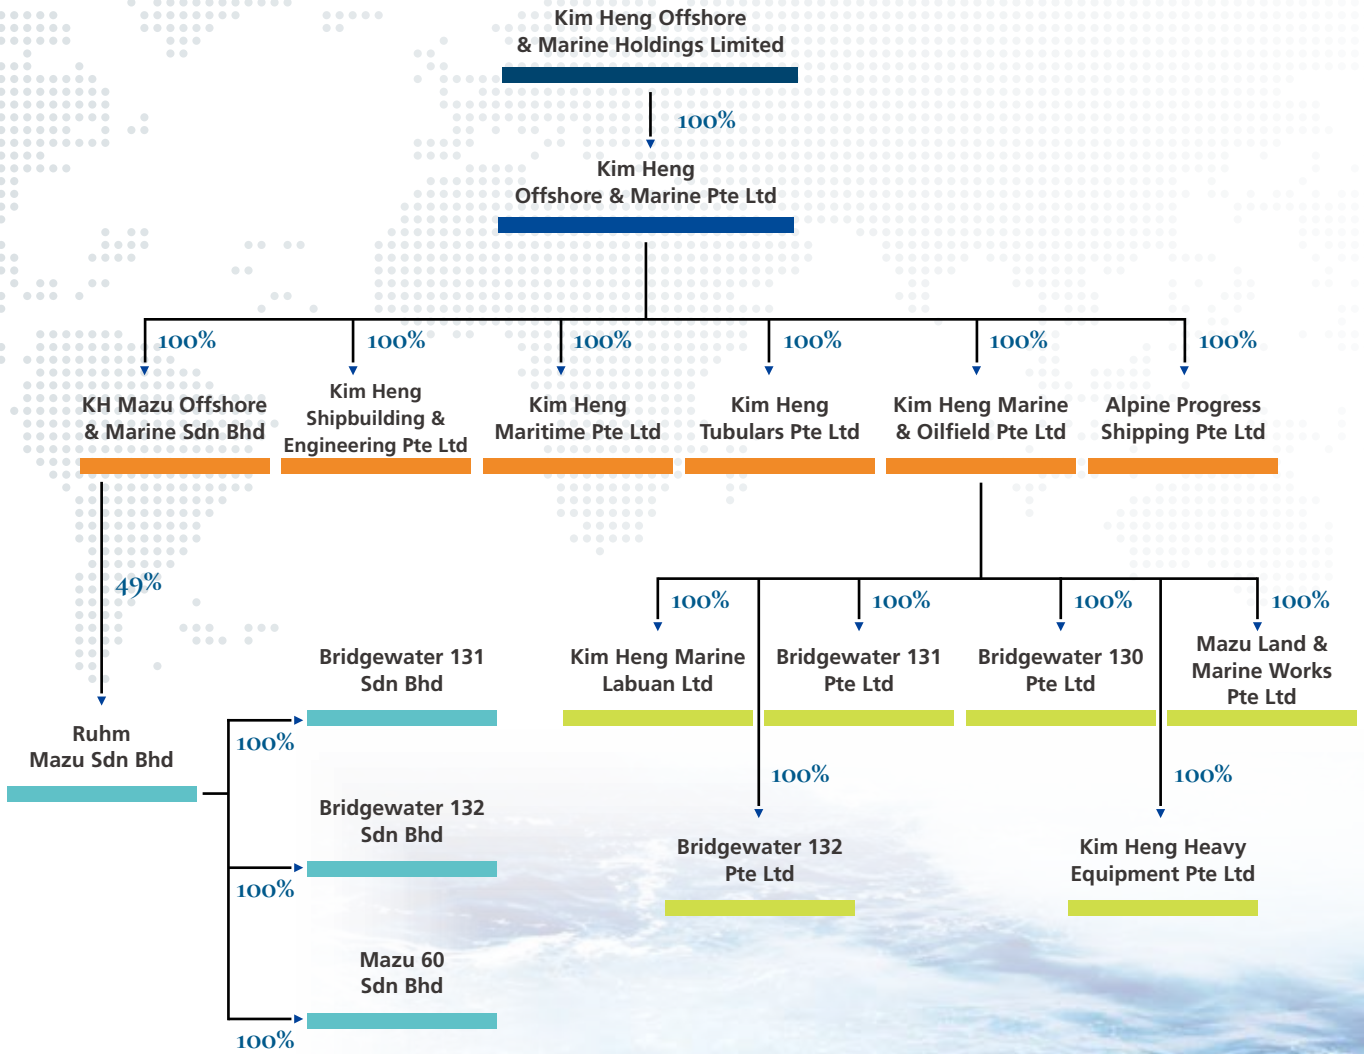 Kim Heng Offshore
& Marine Holdings Limited
100%
Kim Heng
Offshore & Marine Pte Ltd
100%
100%
100%
100%
100%
100%
KH Mazu Offshore
& Marine Sdn Bhd
Kim Heng
Shipbuilding &
Engineering Pte Ltd
Kim Heng
Maritime Pte Ltd
Kim Heng
Tubulars Pte Ltd
Kim Heng Marine
& Oilfield Pte Ltd
Alpine Progress
Shipping Pte Ltd
49%
100%
100%
100%
100%
Ruhm
Mazu Sdn Bhd
Bridgewater 131
Sdn Bhd
100%
Bridgewater 132
Sdn Bhd
100%
Mazu 60
Sdn Bhd
100%
Kim Heng Marine
Labuan Ltd
Bridgewater 131
Pte Ltd
Bridgewater 130
Pte Ltd
Mazu Land &
Marine Works
Pte Ltd
100%
100%
Bridgewater 132
Pte Ltd
Kim Heng Heavy
Equipment Pte Ltd